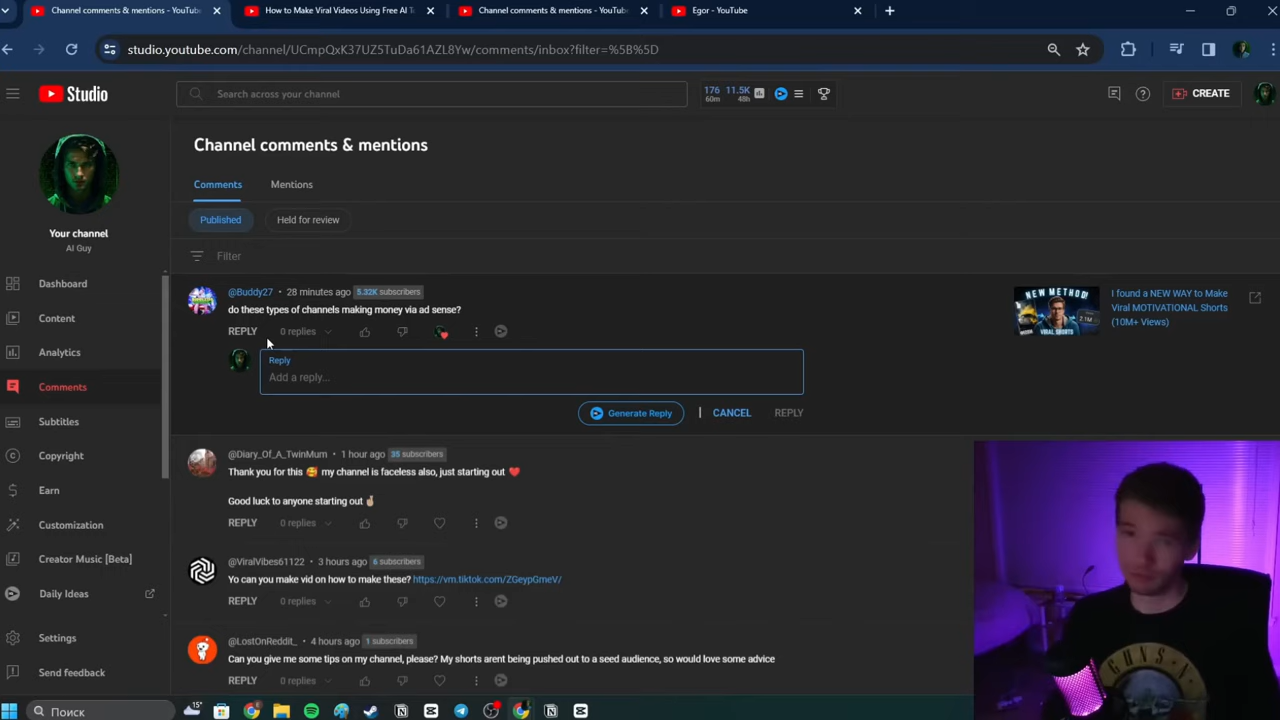 Channel comments & mentions - YouTube
How to Make Viral Videos Using Free AI T
Channel comments & mentions - YouTube
Egor - YouTube
studio.youtube.com/channel/UCmpQxK37UZ5TuDa61AZL8Yw/comments/inbox?filter=%5B%5D
Studio
Search across your channel
176 11.5K
60m 48h
CREATE
Channel comments & mentions
Comments Mentions
Published Held for review
Filter
Your channel
AI Guy
Dashboard
Content
Analytics
Comments
Subtitles
Copyright
Earn
Customization
Creator Music [Beta]
Daily Ideas
Settings
Send feedback
@Buddy27 • 28 minutes ago 5.32K subscribers
do these types of channels making money via ad sense?
REPLY 0 replies
Reply
Add a reply...
Generate Reply | CANCEL REPLY
NEW METHOD!
VIRAL SHORTS
2.1M
I found a NEW WAY to Make
Viral MOTIVATIONAL Shorts
(10M+ Views)
@Diary_Of_A_TwinMum • 1 hour ago 35 subscribers
Thank you for this 🥰 my channel is faceless also, just starting out ❤️
Good luck to anyone starting out 🤞🏼
REPLY 0 replies
@ViralVibes61122 • 3 hours ago 6 subscribers
Yo can you make vid on how to make these? https://vm.tiktok.com/ZGeypGmeV/
REPLY 0 replies
@LostOnReddit_ • 4 hours ago 1 subscribers
Can you give me some tips on my channel, please? My shorts arent being pushed out to a seed audience, so would love some advice
REPLY 0 replies
GUNS N
Поиск
15°